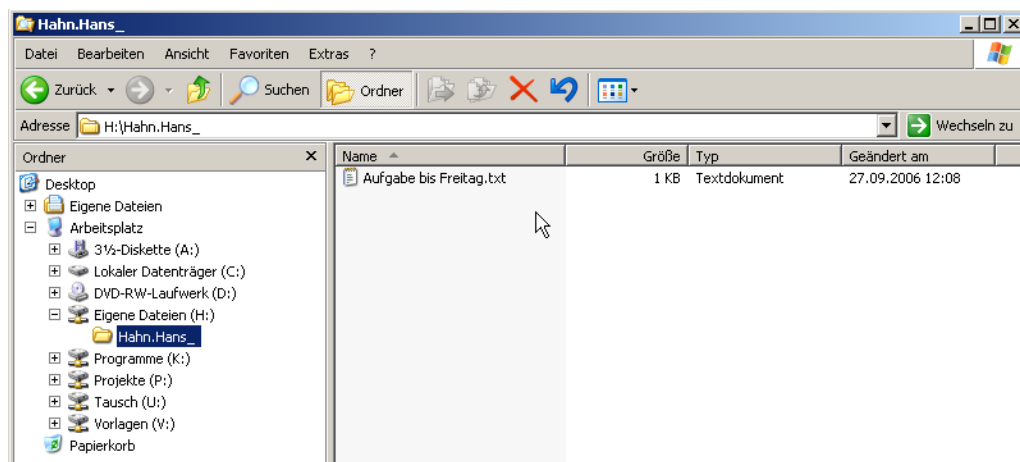 Hahn.Hans_
Datei Bearbeiten Ansicht Favoriten Extras ?
Zurück Suchen Ordner
Adresse H:\Hahn.Hans_ Wechseln zu
Ordner
Desktop
Eigene Dateien
Arbeitsplatz
3½-Diskette (A:)
Lokaler Datenträger (C:)
DVD-RW-Laufwerk (D:)
Eigene Dateien (H:)
Hahn.Hans_
Programme (K:)
Projekte (P:)
Tausch (U:)
Vorlagen (V:)
Papierkorb
Name Größe Typ Geändert am
Aufgabe bis Freitag.txt 1 KB Textdokument 27.09.2006 12:08